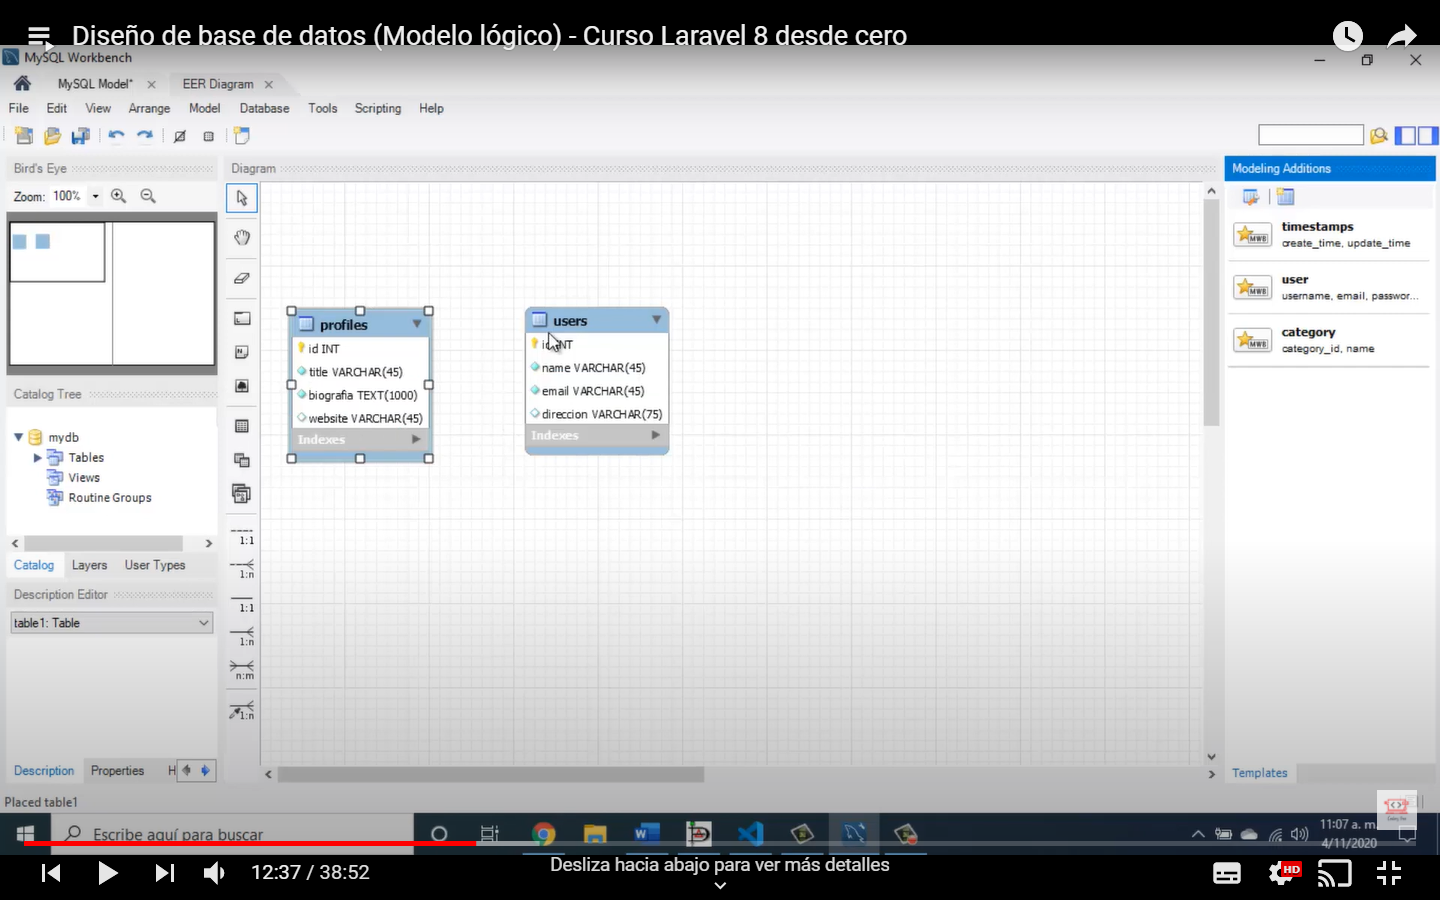 Diseño de base de datos (Modelo lógico) - Curso Laravel 8 desde cero
MySQL Workbench
MySQL Model* EER Diagram
File Edit View Arrange Model Database Tools Scripting Help
Bird's Eye
Diagram
Modeling Additions
Zoom: 100%
timestamps
create_time, update_time
user
username, email, passwor...
category
category_id, name
profiles
id INT
title VARCHAR(45)
biografia TEXT(1000)
website VARCHAR(45)
Indexes
users
id INT
name VARCHAR(45)
email VARCHAR(45)
direccion VARCHAR(75)
Indexes
Catalog Tree
mydb
Tables
Views
Routine Groups
Catalog Layers User Types
Description Editor
table1: Table
1:1
1:n
1:1
1:n
n:m
1:n
Description Properties H
Templates
Placed table1
Escribe aquí para buscar
11:07 a. m.
4/11/2020
12:37 / 38:52
Desliza hacia abajo para ver más detalles
HD